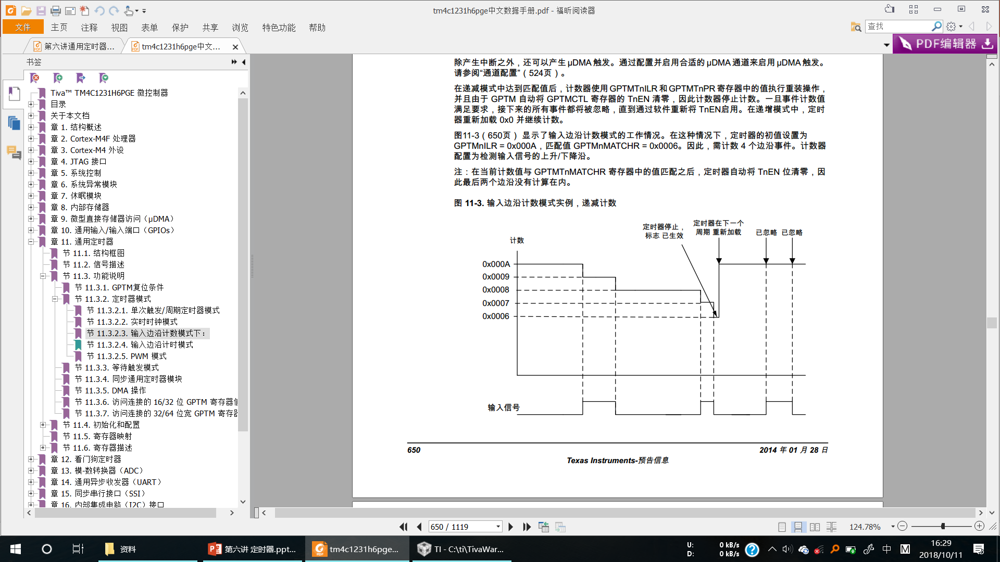 tm4c1231h6pge中文数据手册.pdf - 福昕阅读器
文件 主页 注释 视图 表单 保护 共享 浏览 特色功能 帮助
查找
第六讲通用定时器... tm4c1231h6pge中文...
PDF编辑器
书签
Tiva™ TM4C1231H6PGE 微控制器
目录
关于本文档
章 1. 结构概述
章 2. Cortex-M4F 处理器
章 3. Cortex-M4 外设
章 4. JTAG 接口
章 5. 系统控制
章 6. 系统异常模块
章 7. 休眠模块
章 8. 内部存储器
章 9. 微型直接存储器访问（μDMA）
章 10. 通用输入/输入端口（GPIOs）
章 11. 通用定时器
节 11.1. 结构框图
节 11.2. 信号描述
节 11.3. 功能说明
节 11.3.1. GPTM复位条件
节 11.3.2. 定时器模式
节 11.3.2.1. 单次触发/周期定时器模式
节 11.3.2.2. 实时时钟模式
节 11.3.2.3. 输入边沿计数模式下：
节 11.3.2.4. 输入边沿计时模式
节 11.3.2.5. PWM 模式
节 11.3.3. 等待触发模式
节 11.3.4. 同步通用定时器模块
节 11.3.5. DMA 操作
节 11.3.6. 访问连接的 16/32 位 GPTM 寄存器值
节 11.3.7. 访问连接的 32/64 位宽 GPTM 寄存器
节 11.4. 初始化和配置
节 11.5. 寄存器映射
节 11.6. 寄存器描述
章 12. 看门狗定时器
章 13. 模-数转换器（ADC）
章 14. 通用异步收发器（UART）
章 15. 同步串行接口（SSI）
章 16. 内部集成电路（I2C）接口
除产生中断之外，还可以产生 μDMA 触发。通过配置并启用合适的 μDMA 通道来启用 μDMA 触发。
请参阅“通道配置”（524页）。
在递减模式中达到匹配值后，计数器使用 GPTMTnILR 和 GPTMTnPR 寄存器中的值执行重装操作，
并且由于 GPTM 自动将 GPTMCTL 寄存器的 TnEN 清零，因此计数器停止计数。一旦事件计数值
满足要求，接下来的所有事件都将被忽略，直到通过软件重新将 TnEN启用。在递增模式中，定时
器重新加载 0x0 并继续计数。
图11-3（650页） 显示了输入边沿计数模式的工作情况。在这种情况下，定时器的初值设置为
GPTMnILR = 0x000A，匹配值 GPTMnMATCHR = 0x0006。因此，需计数 4 个边沿事件。计数器
配置为检测输入信号的上升/下降沿。
注：在当前计数值与 GPTMTnMATCHR 寄存器中的值匹配之后，定时器自动将 TnEN 位清零，因
此最后两个边沿没有计算在内。
图 11-3. 输入边沿计数模式实例，递减计数
定时器停止，
标志 已生效
定时器在下一个
周期 重新加载
已忽略 已忽略
计数
0x000A
0x0009
0x0008
0x0007
0x0006
输入信号
650
2014 年 01 月 28 日
Texas Instruments-预告信息
650 / 1119
124.78%
资料
第六讲 定时器.ppt...
tm4c1231h6pge...
TI - C:\ti\TivaWar...
U: 0 kB/s
D: 0 kB/s
中 M
16:29
2018/10/11